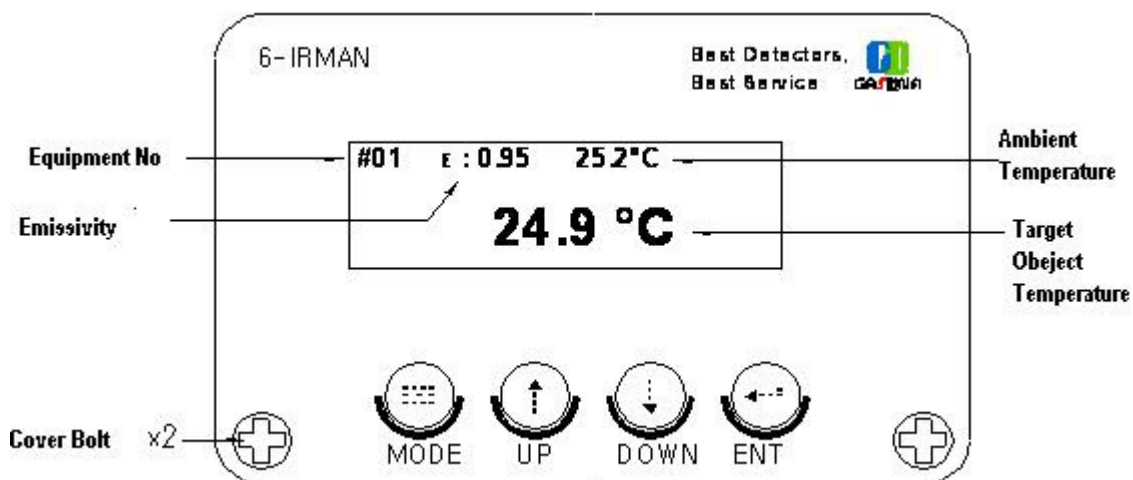 6-IRMAN
Best Detectors,
Best Service
Equipment No
#01 E : 0.95 25.2°C
Ambient
Temperature
Emissivity
24.9 °C
Target
Obeject
Temperature
Cover Bolt ×2
MODE UP DOWN ENT